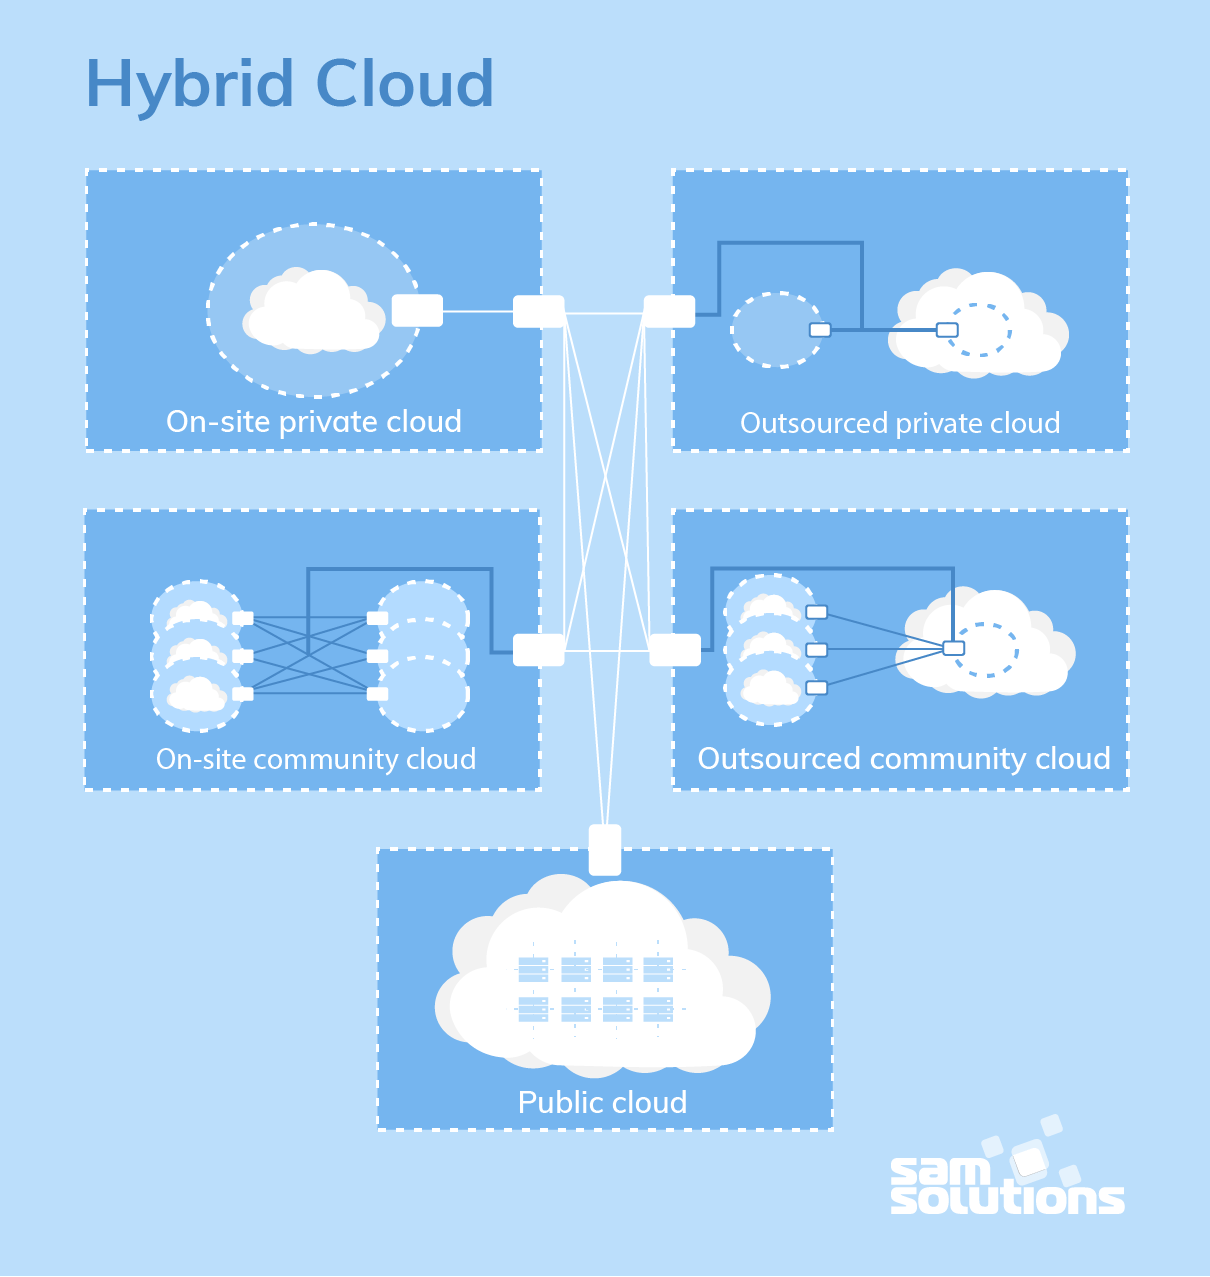 Hybrid Cloud
On-site private cloud
Outsourced private cloud
On-site community cloud
Outsourced community cloud
Public cloud
sam
solutions